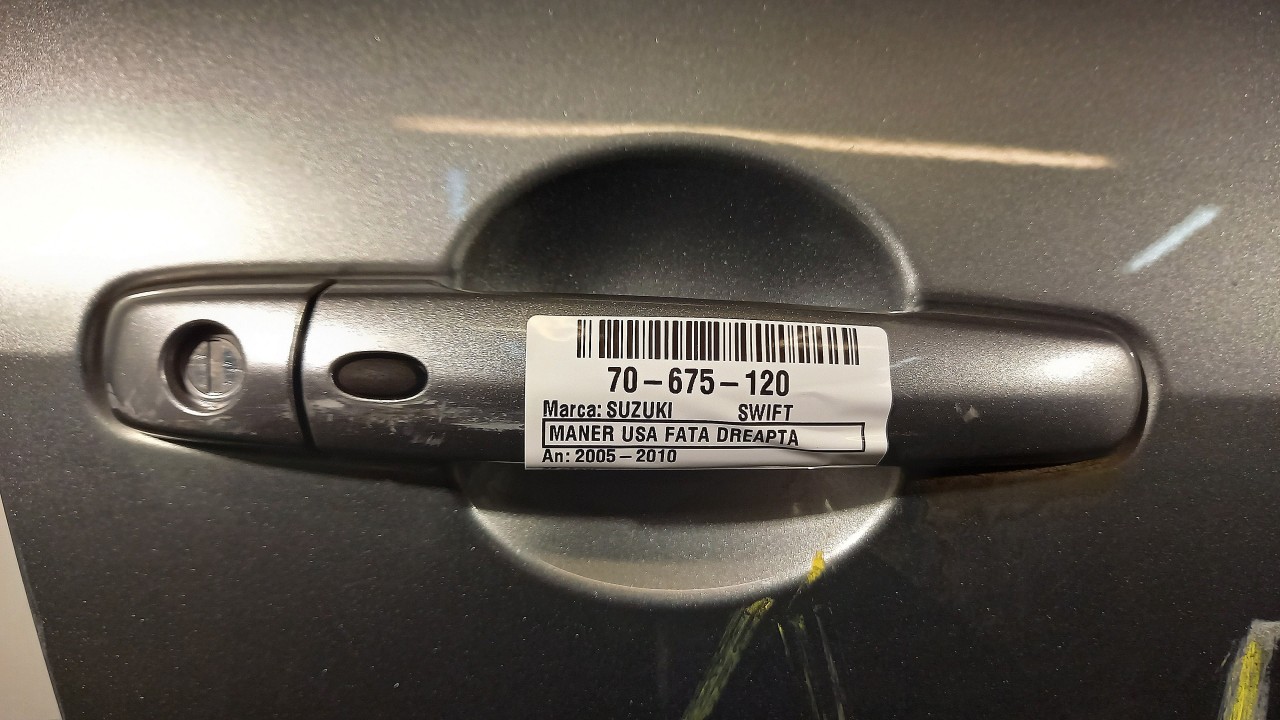 70-675-120
Marca: SUZUKI SWIFT
MANER USA FATA DREAPTA
An: 2005-2010